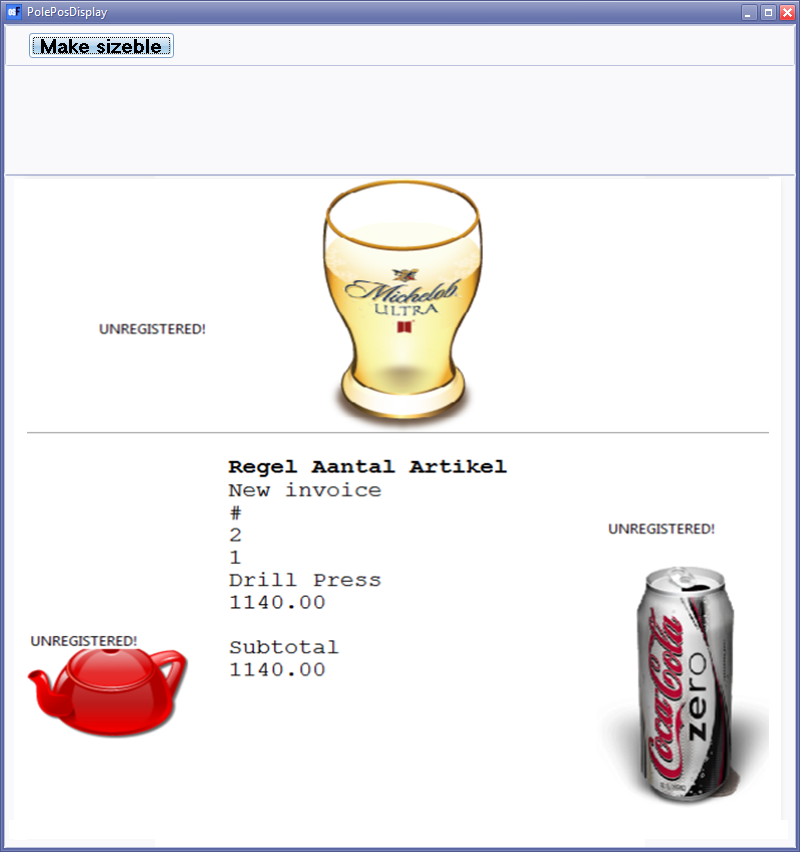 PolePosDisplay
Make sizeble
Michelob
ULTRA
UNREGISTERED!
Regel Aantal Artikel
New invoice
#
2
1
Drill Press
1140.00
Subtotal
1140.00
UNREGISTERED!
UNREGISTERED!
Coca-Cola
zero